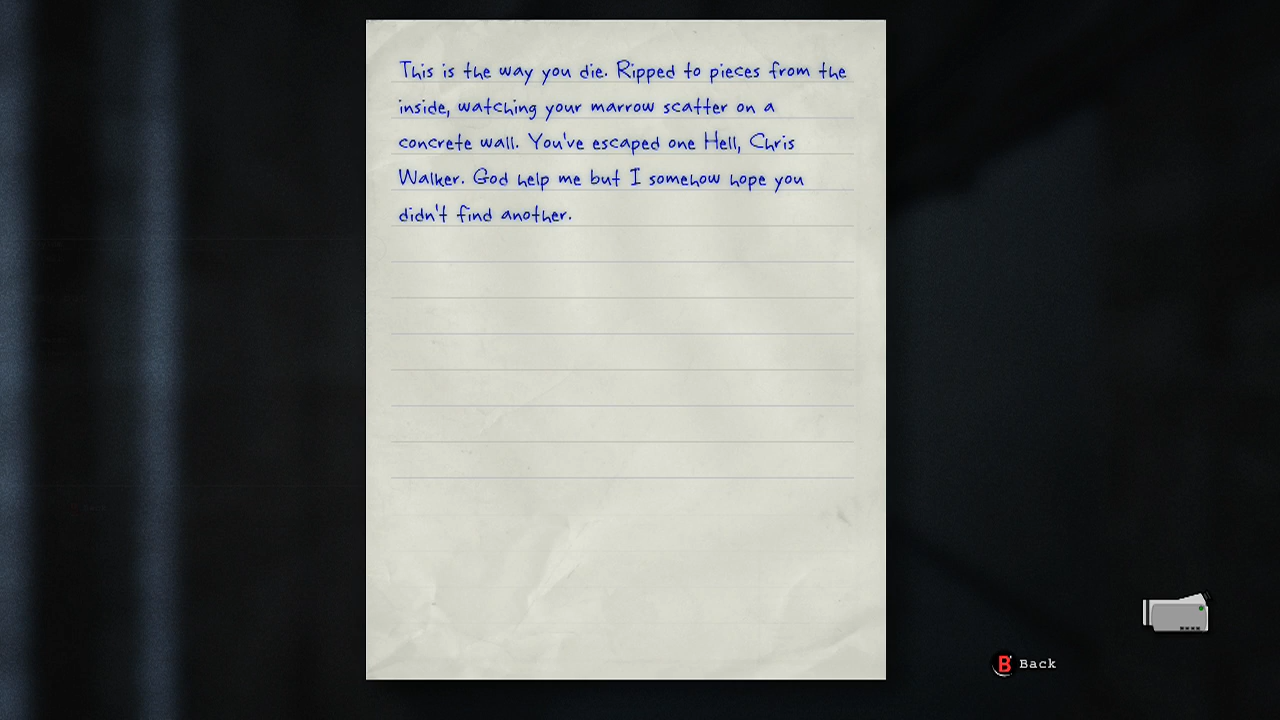 This is the way you die. Ripped to pieces from the
inside, watching your marrow scatter on a
concrete wall. You've escaped one Hell, Chris
Walker. God help me but I somehow hope you
didn't find another.
B Back